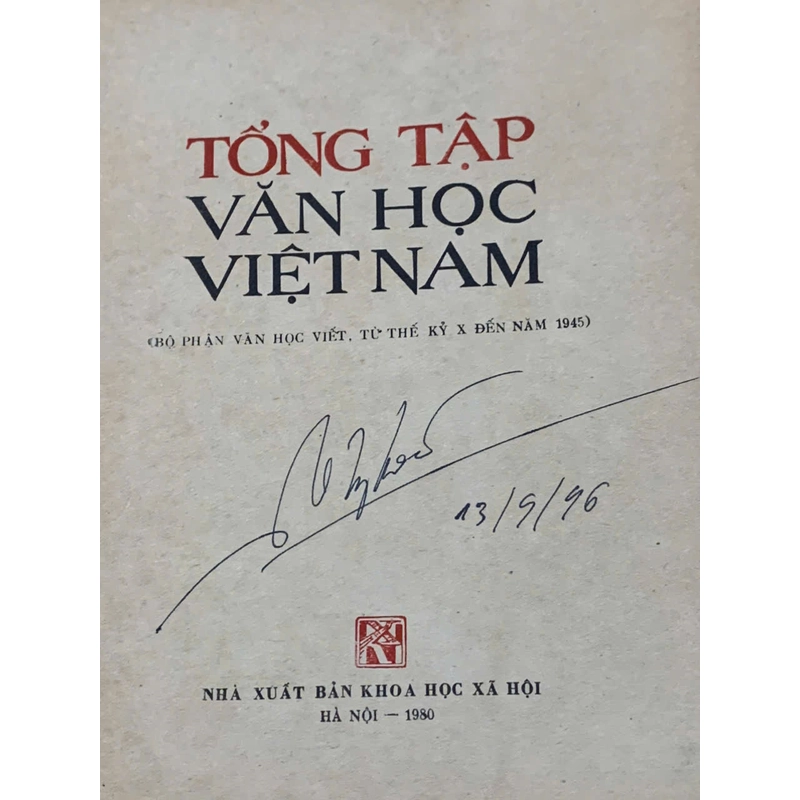 TỔNG TẬP
VĂN HỌC
VIỆT NAM
(BỘ PHẬN VĂN HỌC VIẾT, TỪ THẾ KỶ X ĐẾN NĂM 1945)
13/9/96
NHÀ XUẤT BẢN KHOA HỌC XÃ HỘI
HÀ NỘI — 1980